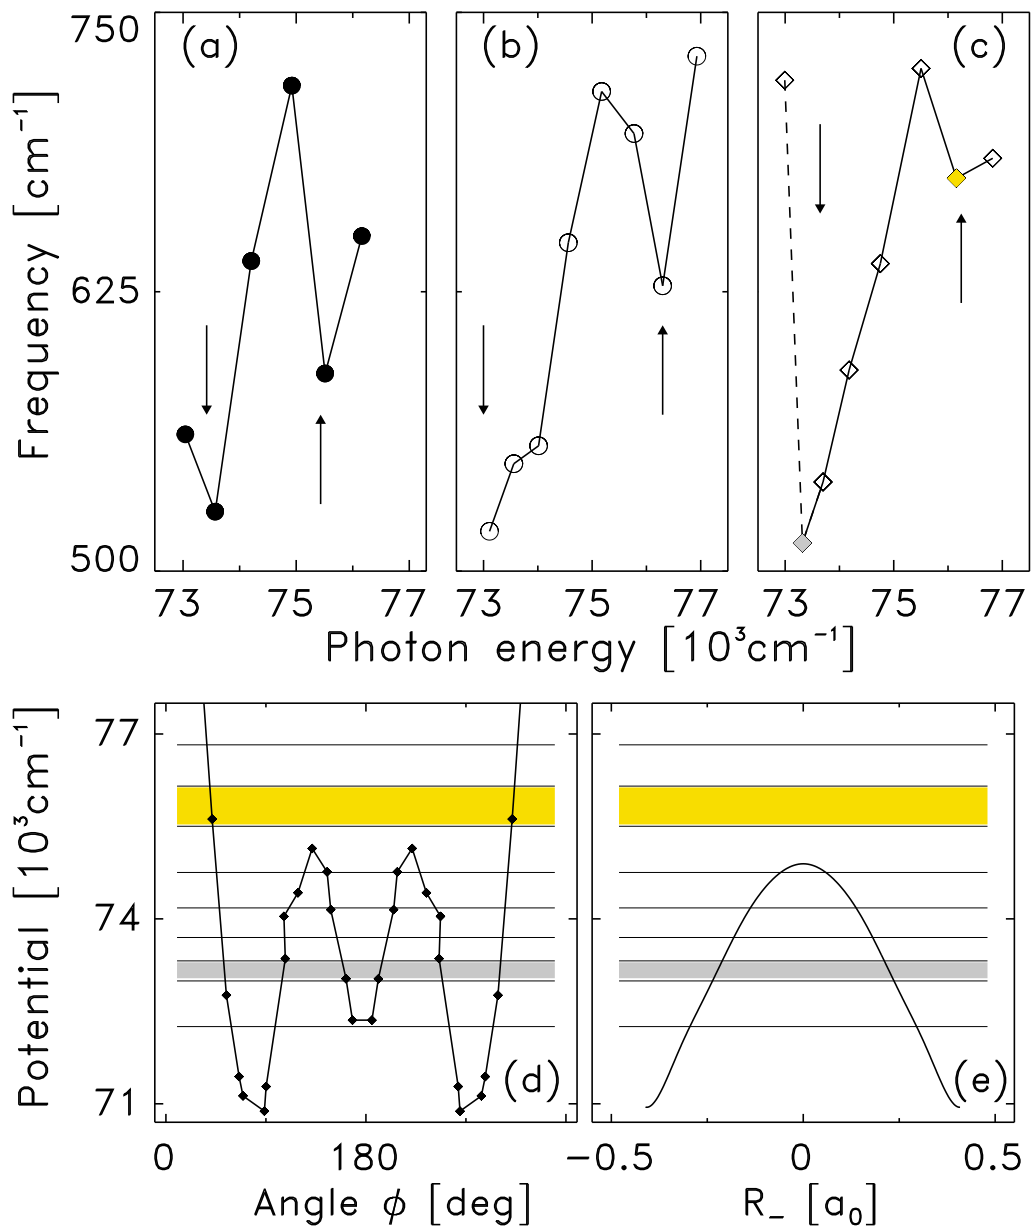 (a) (b) (c)
750
625
500
Frequency [cm⁻¹]
73 75 77 73 75 77 73 75 77
Photon energy [10³cm⁻¹]
77
74
71
Potential [10³cm⁻¹]
(d) (e)
0 180 −0.5 0 0.5
Angle ϕ [deg] R₋ [a₀]